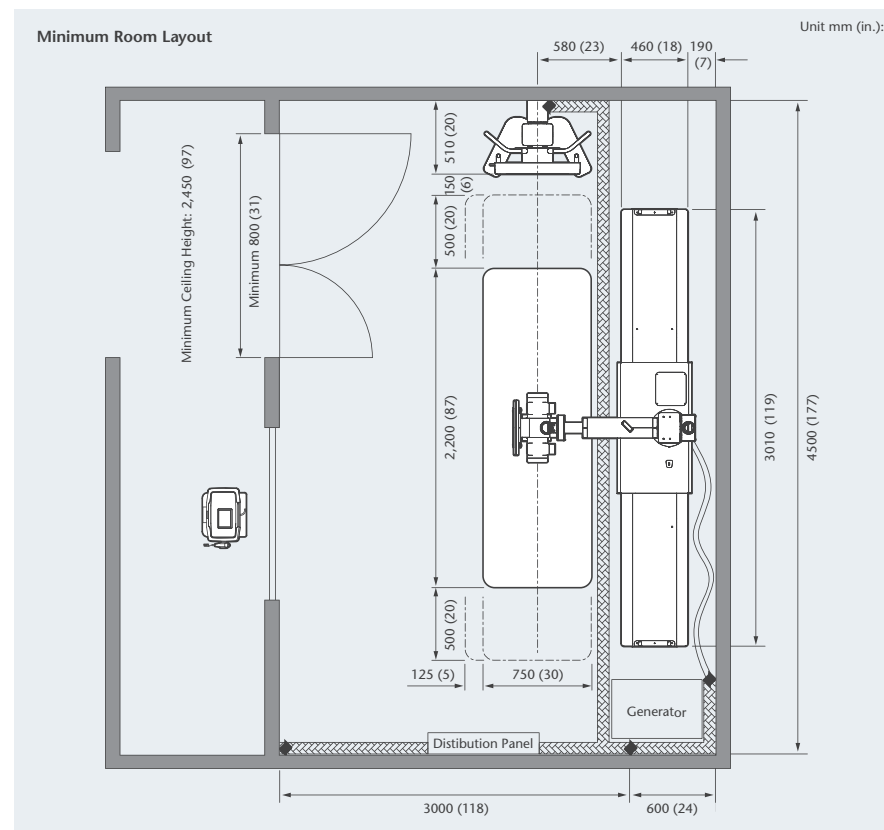 Minimum Room Layout
Unit mm (in.):
580 (23)
460 (18)
190
(7)
510 (20)
150
(6)
500 (20)
Minimum Ceiling Height: 2,450 (97)
Minimum 800 (31)
2,200 (87)
3010 (119)
4500 (177)
500 (20)
125 (5)
750 (30)
Generator
Distibution Panel
3000 (118)
600 (24)